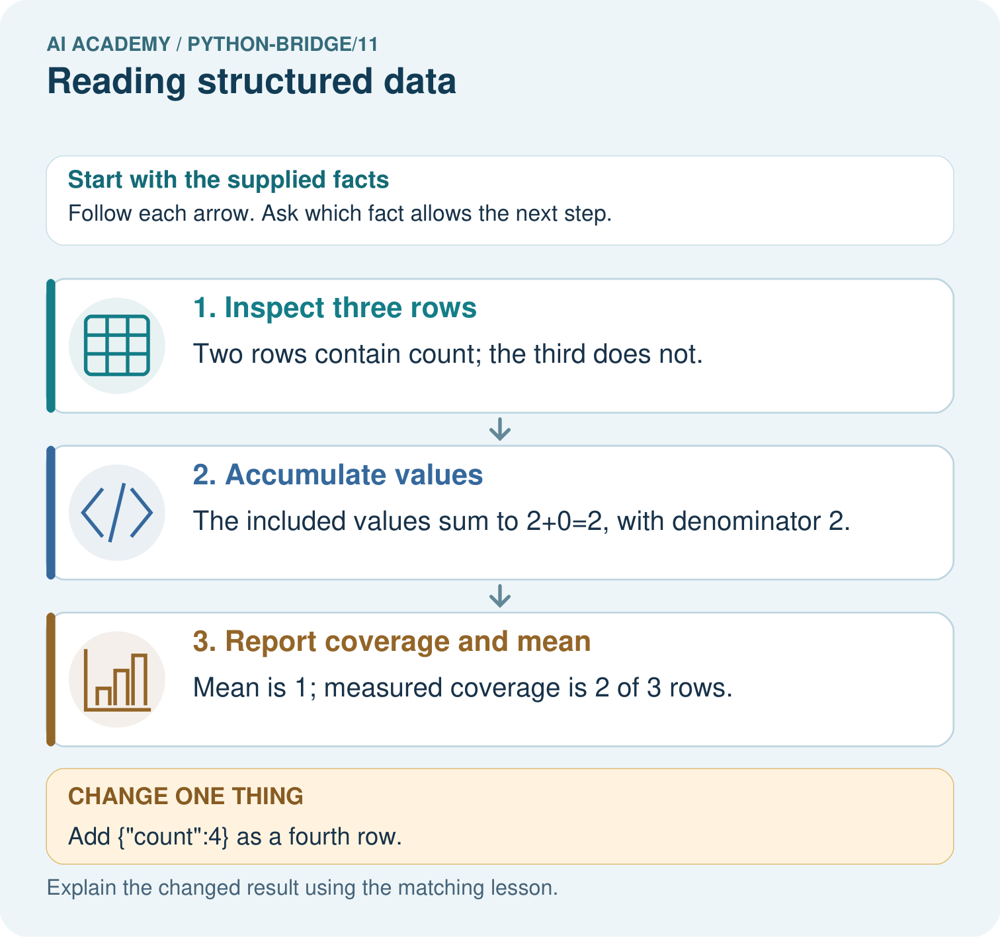 AI ACADEMY / PYTHON-BRIDGE/11
Reading structured data
Start with the supplied facts
Follow each arrow. Ask which fact allows the next step.
1. Inspect three rows
Two rows contain count; the third does not.
2. Accumulate values
The included values sum to 2+0=2, with denominator 2.
3. Report coverage and mean
Mean is 1; measured coverage is 2 of 3 rows.
CHANGE ONE THING
Add {"count":4} as a fourth row.
Explain the changed result using the matching lesson.